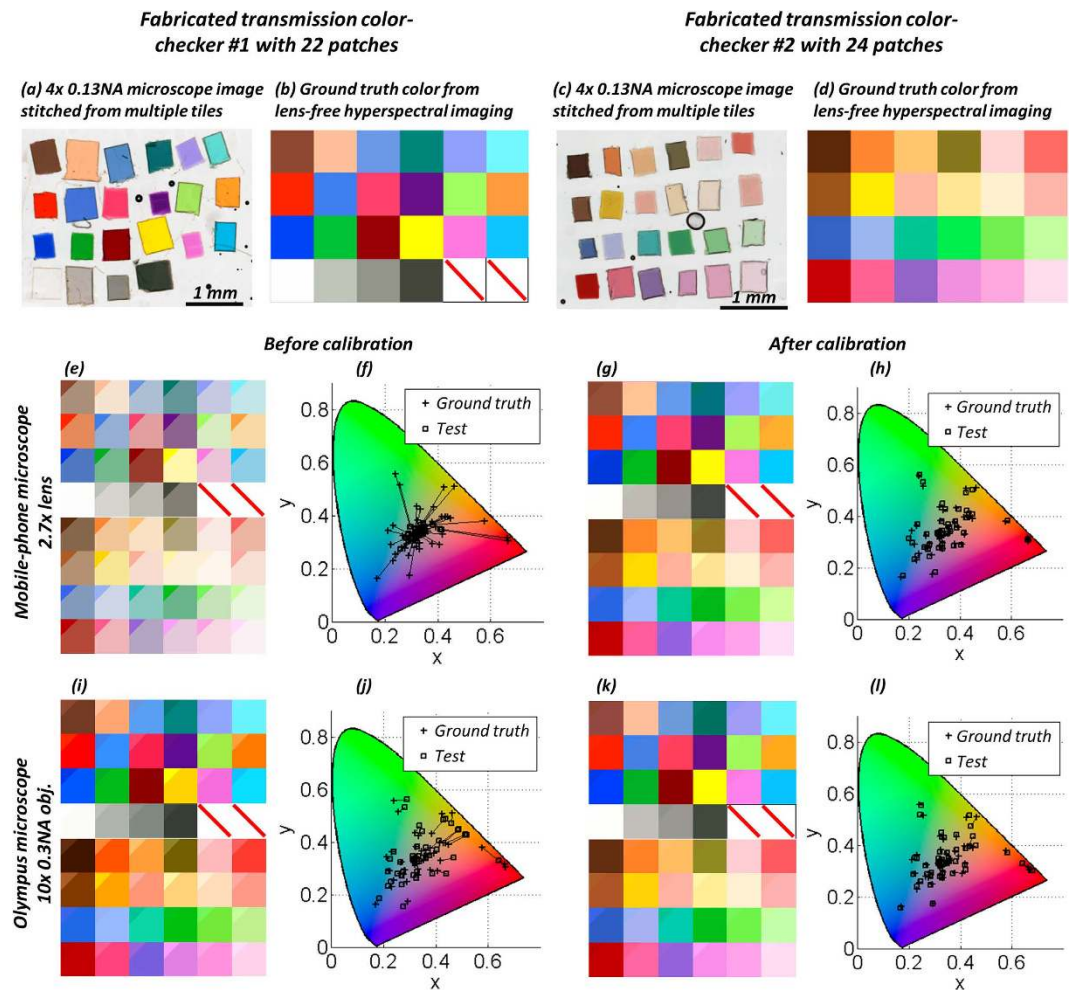 Fabricated transmission color-
checker #1 with 22 patches
Fabricated transmission color-
checker #2 with 24 patches
(a) 4x 0.13NA microscope image
stitched from multiple tiles
(b) Ground truth color from
lens-free hyperspectral imaging
(c) 4x 0.13NA microscope image
stitched from multiple tiles
(d) Ground truth color from
lens-free hyperspectral imaging
1 mm
1 mm
Before calibration
After calibration
Mobile-phone microscope
2.7x lens
(e)
(f)
+ Ground truth
□ Test
0.8
0.6
0.4
0.2
0
y
0 0.2 0.4 0.6
x
(g)
(h)
+ Ground truth
□ Test
0.8
0.6
0.4
0.2
0
y
0 0.2 0.4 0.6
x
Olympus microscope
10x 0.3NA obj.
(i)
(j)
+ Ground truth
□ Test
0.8
0.6
0.4
0.2
0
y
0 0.2 0.4 0.6
x
(k)
(l)
+ Ground truth
□ Test
0.8
0.6
0.4
0.2
0
y
0 0.2 0.4 0.6
x